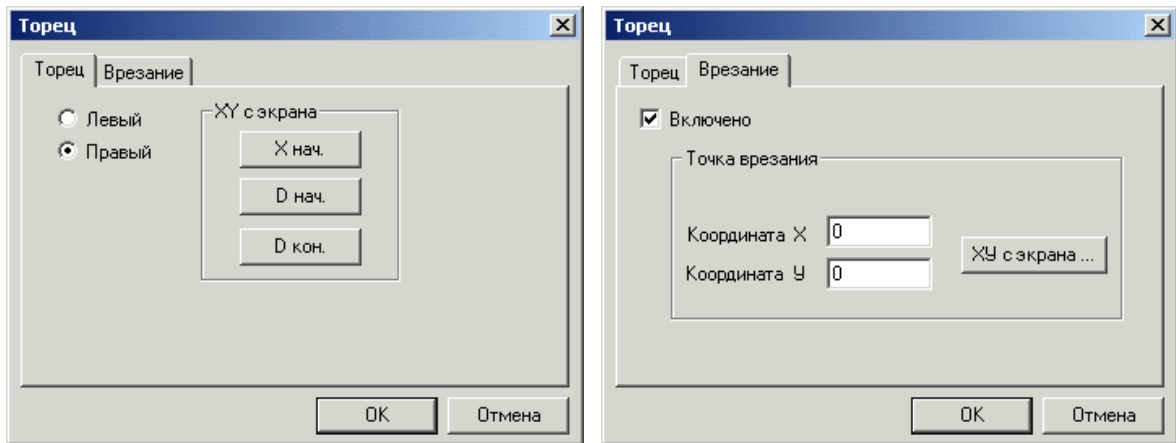 Торец
Торец Врезание
Левый
Правый
XY с экрана
X нач.
D нач.
D кон.
OK Отмена
Торец
Торец Врезание
Включено
Точка врезания
Координата X 0
Координата У 0
ХУ с экрана ...
OK Отмена